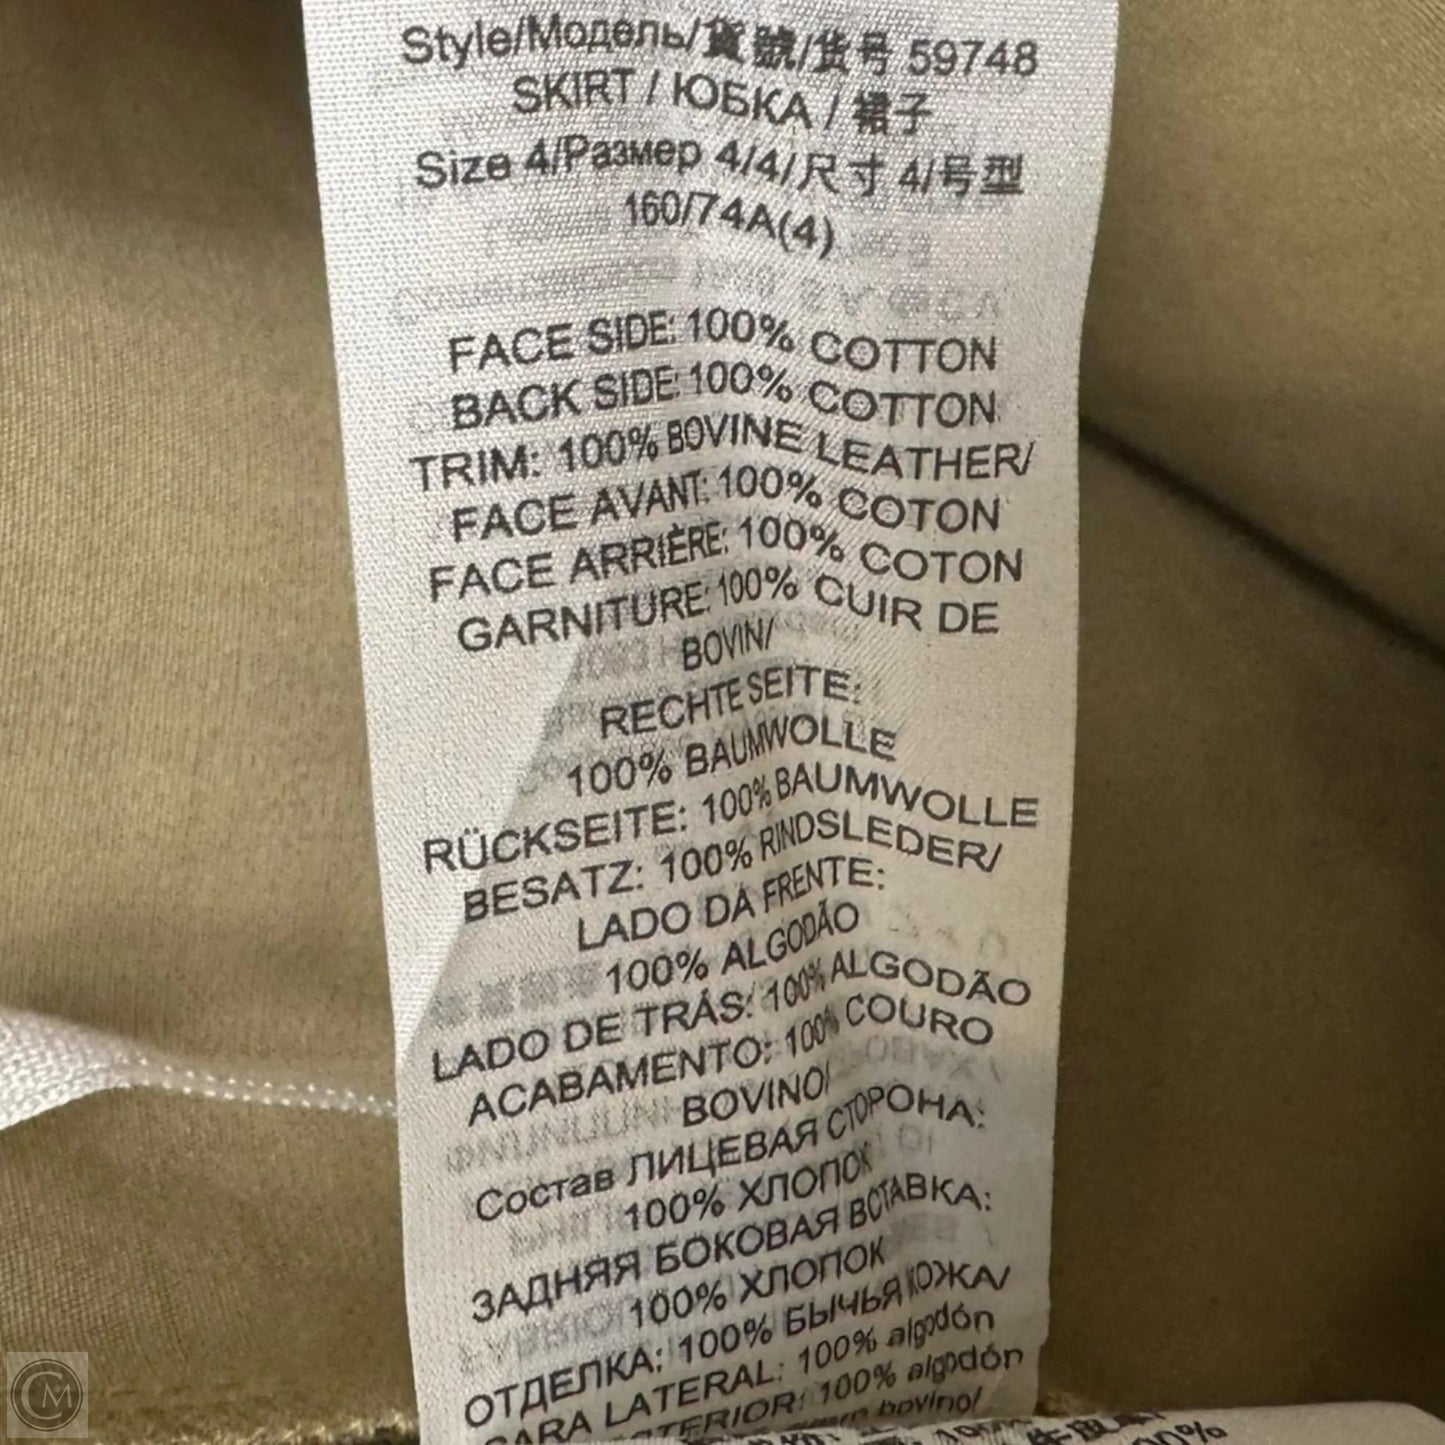 Style/Модель/貨號/货号 59748
SKIRT / ЮБКА / 裙子
Size 4/Размер 4/4/尺寸 4/号型
160/74A(4)
FACE SIDE: 100% COTTON
BACK SIDE: 100% COTTON
TRIM: 100% BOVINE LEATHER/
FACE AVANT: 100% COTON
FACE ARRIÈRE: 100% COTON
GARNITURE: 100% CUIR DE
BOVIN/
RECHTE SEITE:
100% BAUMWOLLE
RÜCKSEITE: 100% BAUMWOLLE
BESATZ: 100% RINDSLEDER/
LADO DA FRENTE:
100% ALGODÃO
LADO DE TRÁS: 100% ALGODÃO
ACABAMENTO: 100% COURO
BOVINO/
Состав ЛИЦЕВАЯ СТОРОНА:
100% ХЛОПОК
ЗАДНЯЯ БОКОВАЯ ВСТАВКА:
100% ХЛОПОК
ОТДЕЛКА: 100% БЫЧЬЯ КОЖА/
CARA LATERAL: 100% algodón
100% algodón
bovino/
CM